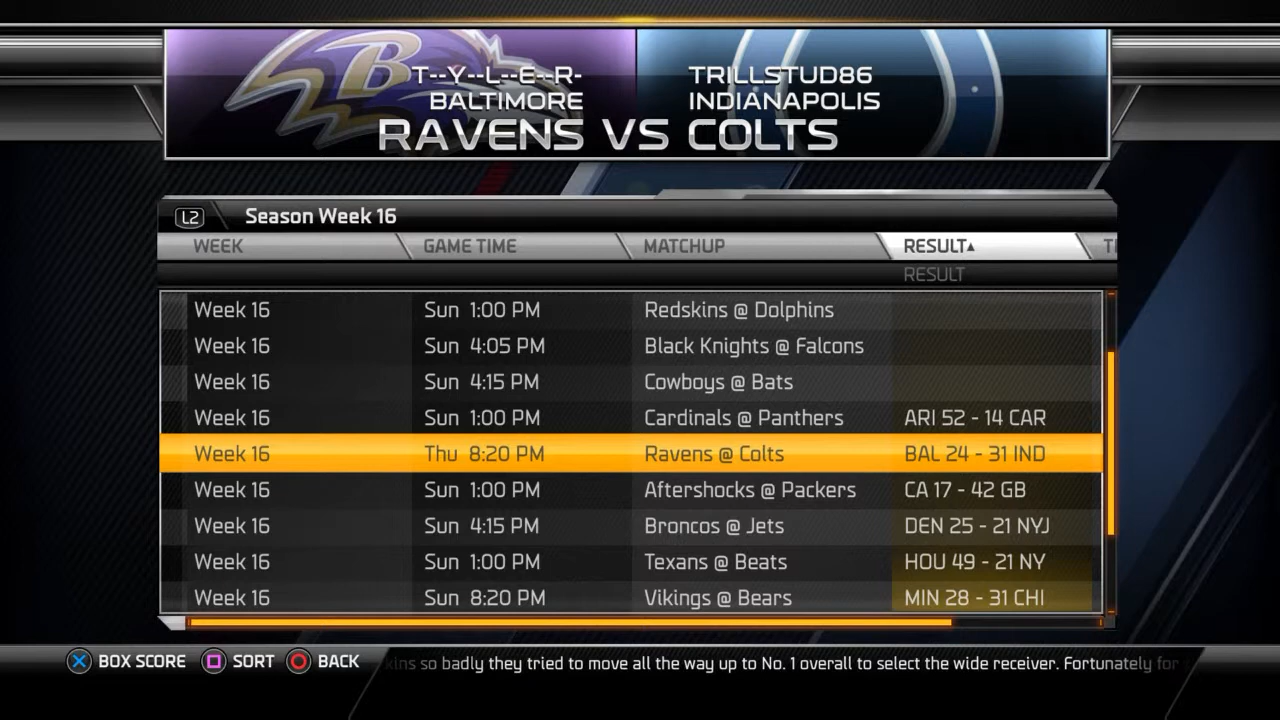 T--Y--L--E--R- TRILLSTUD86
BALTIMORE INDIANAPOLIS
RAVENS VS COLTS
L2 Season Week 16
WEEK GAME TIME MATCHUP RESULT▲
RESULT
Week 16 Sun 1:00 PM Redskins @ Dolphins
Week 16 Sun 4:05 PM Black Knights @ Falcons
Week 16 Sun 4:15 PM Cowboys @ Bats
Week 16 Sun 1:00 PM Cardinals @ Panthers ARI 52 - 14 CAR
Week 16 Thu 8:20 PM Ravens @ Colts BAL 24 - 31 IND
Week 16 Sun 1:00 PM Aftershocks @ Packers CA 17 - 42 GB
Week 16 Sun 4:15 PM Broncos @ Jets DEN 25 - 21 NYJ
Week 16 Sun 1:00 PM Texans @ Beats HOU 49 - 21 NY
Week 16 Sun 8:20 PM Vikings @ Bears MIN 28 - 31 CHI
BOX SCORE SORT BACK kins so badly they tried to move all the way up to No. 1 overall to select the wide receiver. Fortunately for